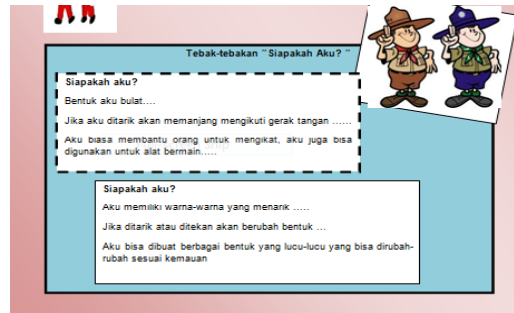 Tebak-tebakan “Siapakah Aku? ”
Siapakah aku?
Bentuk aku bulat....
Jika aku ditarik akan memanjang mengikuti gerak tangan ......
Aku biasa membantu orang untuk mengikat, aku juga bisa
digunakan untuk alat bermain.....
Siapakah aku?
Aku memiliki warna-warna yang menarik .....
Jika ditarik atau ditekan akan berubah bentuk ...
Aku bisa dibuat berbagai bentuk yang lucu-lucu yang bisa dirubah-
rubah sesuai kemauan